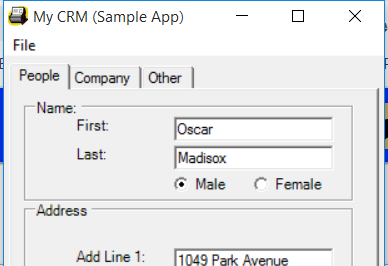 My CRM (Sample App)
File
People Company Other
Name:
First: Oscar
Last: Madisox
Male Female
Address
Add Line 1: 1049 Park Avenue